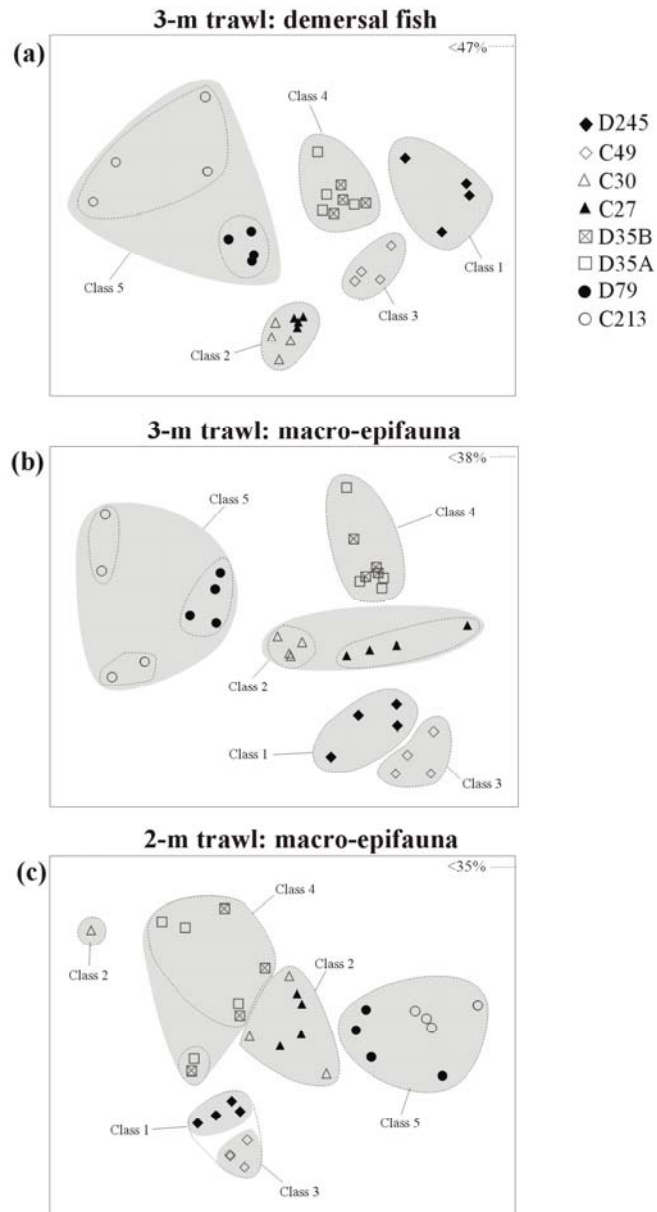 3-m trawl: demersal fish
(a)
<47%
Class 4
Class 1
Class 5
Class 3
Class 2
D245
C49
C30
C27
D35B
D35A
D79
C213
3-m trawl: macro-epifauna
(b)
<38%
Class 5
Class 4
Class 2
Class 1
Class 3
2-m trawl: macro-epifauna
(c)
<35%
Class 4
Class 2
Class 2
Class 1
Class 5
Class 3